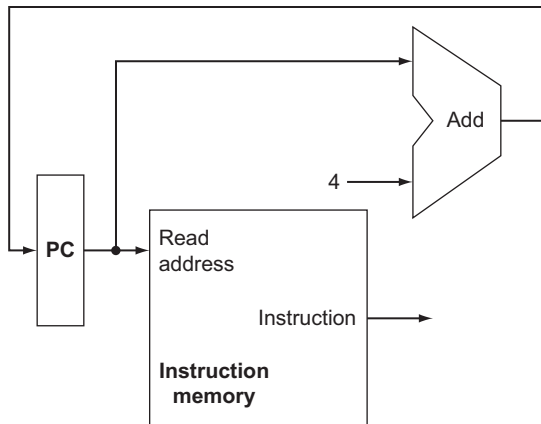 Add
4
PC
Read
address
Instruction
Instruction
memory